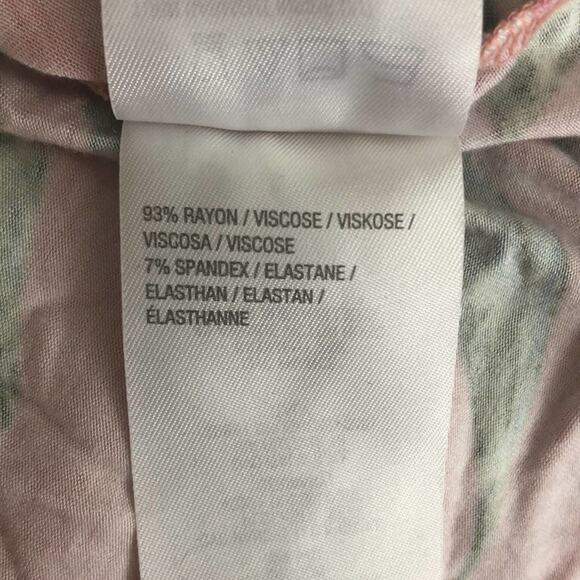 93% RAYON / VISCOSE / VISKOSE /
VISCOSA / VISCOSE
7% SPANDEX / ELASTANE /
ELASTHAN / ELASTAN /
ÉLASTHANNE